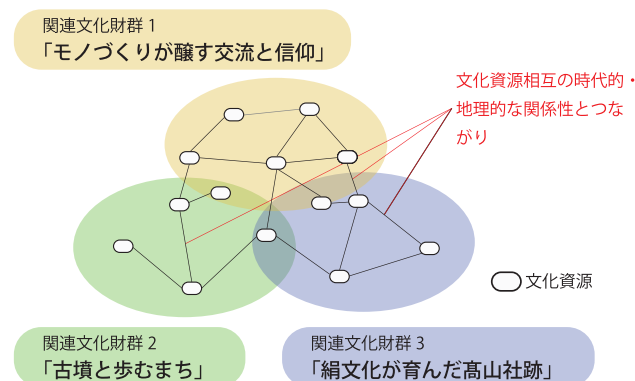 関連文化財群1
「モノづくりが醸す交流と信仰」
文化資源相互の時代的・
地理的な関係性とつな
がり
文化資源
関連文化財群2
「古墳と歩むまち」
関連文化財群3
「絹文化が育んだ髙山社跡」